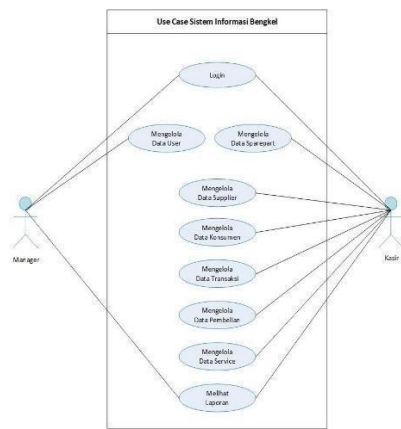 Use Case Sistem Informasi Bengkel
Login
Mengelola
Data User
Mengelola
Data Sparepart
Mengelola
Data Supplier
Mengelola
Data Konsumen
Mengelola
Data Transaksi
Mengelola
Data Pembelian
Mengelola
Data Service
Melihat
Laporan
Manager
Kasir